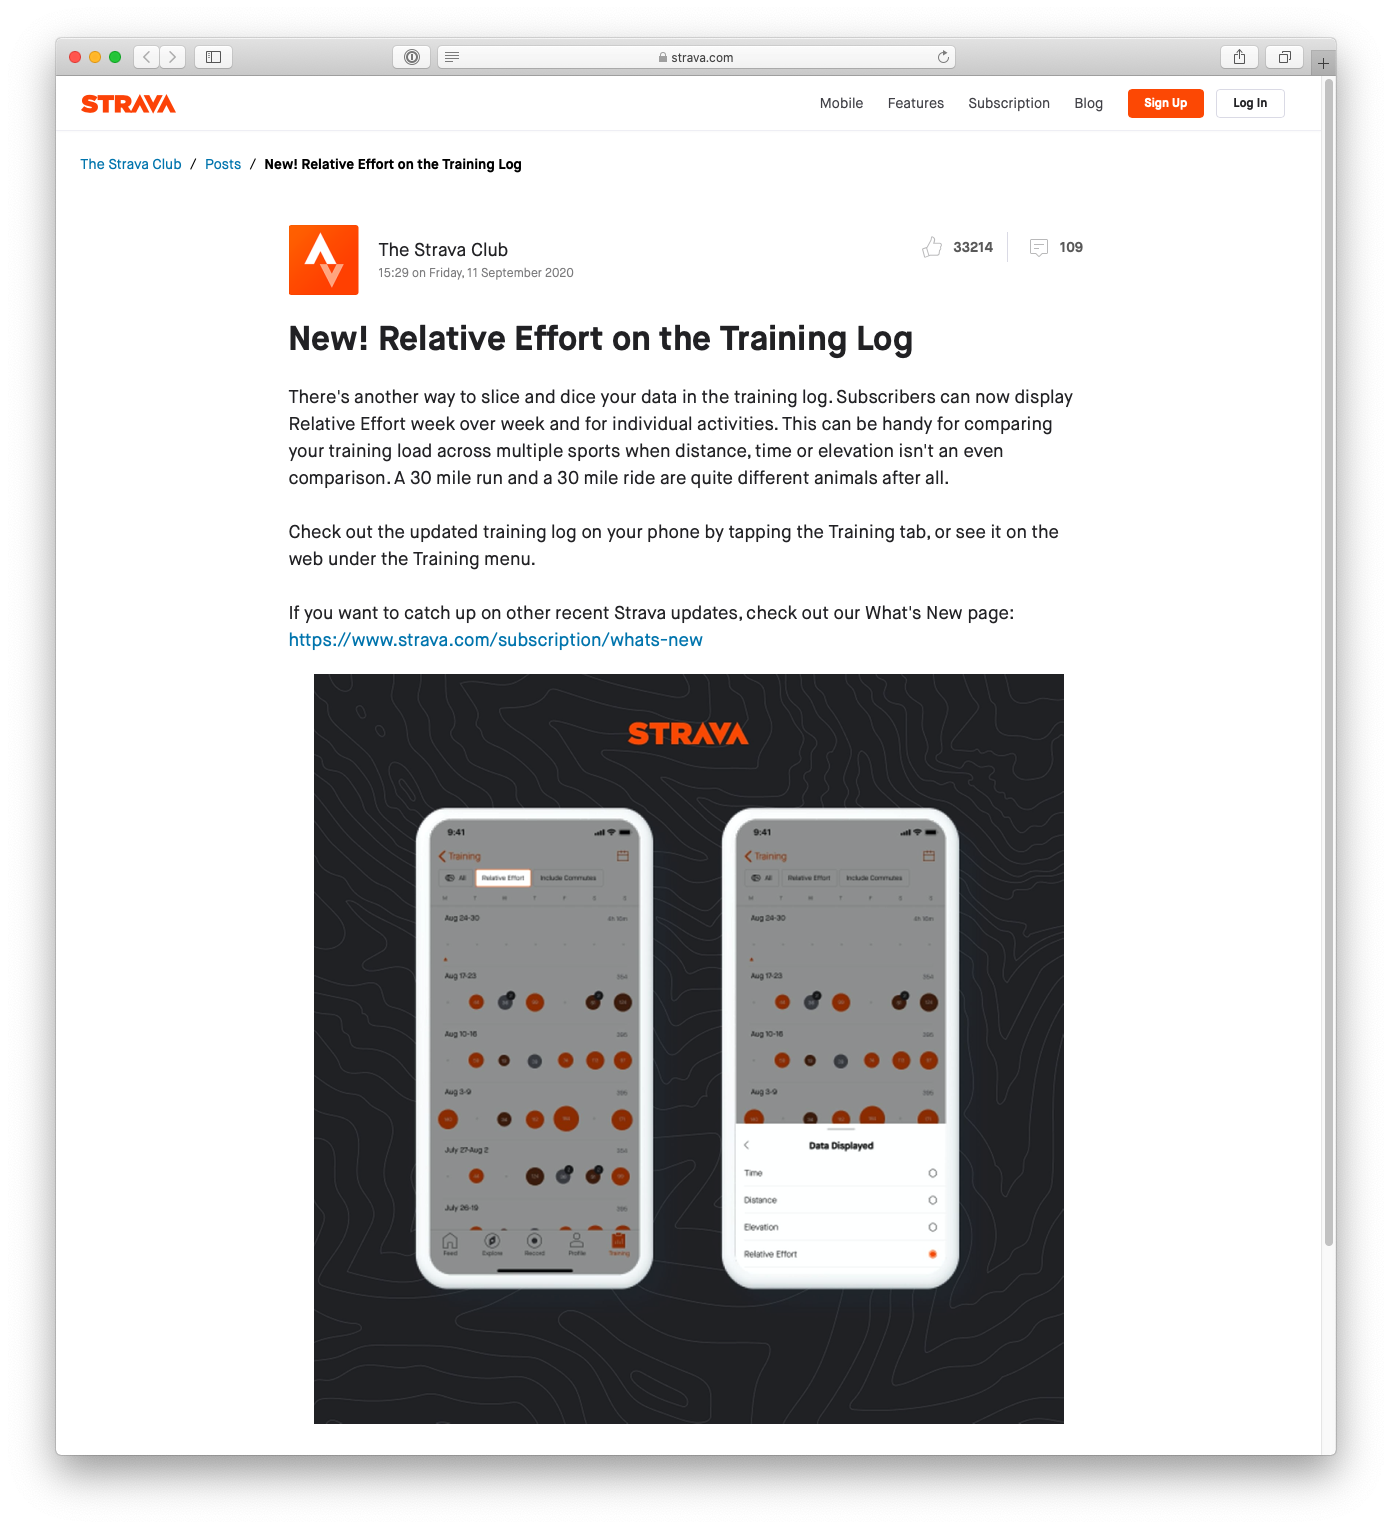 strava.com
STRAVA
Mobile Features Subscription Blog Sign Up Log In
The Strava Club / Posts / New! Relative Effort on the Training Log
The Strava Club
15:29 on Friday, 11 September 2020
33214 109
New! Relative Effort on the Training Log
There's another way to slice and dice your data in the training log. Subscribers can now display
Relative Effort week over week and for individual activities. This can be handy for comparing
your training load across multiple sports when distance, time or elevation isn't an even
comparison. A 30 mile run and a 30 mile ride are quite different animals after all.
Check out the updated training log on your phone by tapping the Training tab, or see it on the
web under the Training menu.
If you want to catch up on other recent Strava updates, check out our What's New page:
https://www.strava.com/subscription/whats-new
STRAVA
9:41
Training
All Relative Effort Include Commutes
M T W T F S S
Aug 24-30 4h 10m
Aug 17-23
Aug 10-16
Aug 3-9
July 27-Aug 2
July 26-19
Feed Explore Record Profile Training
9:41
Training
All Relative Effort Include Commutes
M T W T F S S
Aug 24-30 4h 10m
Aug 17-23
Aug 10-16
Aug 3-9
Data Displayed
Time
Distance
Elevation
Relative Effort